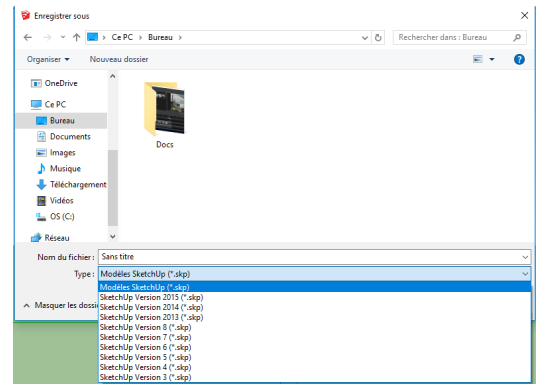 Enregistrer sous
Ce PC > Bureau >
Rechercher dans : Bureau
Organiser
Nouveau dossier
OneDrive
Ce PC
Bureau
Documents
Images
Musique
Téléchargement
Vidéos
OS (C:)
Réseau
Docs
Nom du fichier : Sans titre
Type : Modèles SketchUp (*.skp)
Modèles SketchUp (*.skp)
SketchUp Version 2015 (*.skp)
SketchUp Version 2014 (*.skp)
SketchUp Version 2013 (*.skp)
SketchUp Version 8 (*.skp)
SketchUp Version 7 (*.skp)
SketchUp Version 6 (*.skp)
SketchUp Version 5 (*.skp)
SketchUp Version 4 (*.skp)
SketchUp Version 3 (*.skp)
Masquer les dossi